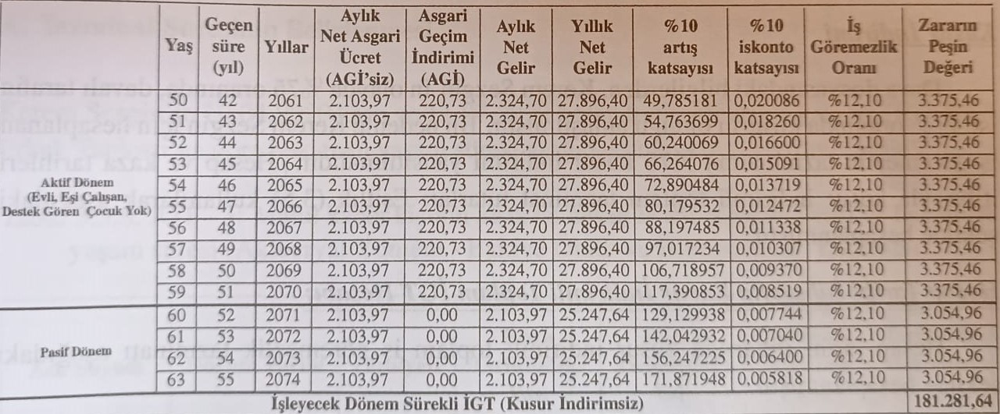 Yaş | Geçen süre (yıl) | Yıllar | Aylık Net Asgari Ücret (AGİ'siz) | Asgari Geçim İndirimi (AGİ) | Aylık Net Gelir | Yıllık Net Gelir | %10 artış katsayısı | %10 iskonto katsayısı | İş Göremezlik Oranı | Zararın Peşin Değeri
Aktif Dönem
(Evli, Eşi Çalışan,
Destek Gören Çocuk Yok)
50 42 2061 2.103,97 220,73 2.324,70 27.896,40 49,785181 0,020086 %12,10 3.375,46
51 43 2062 2.103,97 220,73 2.324,70 27.896,40 54,763699 0,018260 %12,10 3.375,46
52 44 2063 2.103,97 220,73 2.324,70 27.896,40 60,240069 0,016600 %12,10 3.375,46
53 45 2064 2.103,97 220,73 2.324,70 27.896,40 66,264076 0,015091 %12,10 3.375,46
54 46 2065 2.103,97 220,73 2.324,70 27.896,40 72,890484 0,013719 %12,10 3.375,46
55 47 2066 2.103,97 220,73 2.324,70 27.896,40 80,179532 0,012472 %12,10 3.375,46
56 48 2067 2.103,97 220,73 2.324,70 27.896,40 88,197485 0,011338 %12,10 3.375,46
57 49 2068 2.103,97 220,73 2.324,70 27.896,40 97,017234 0,010307 %12,10 3.375,46
58 50 2069 2.103,97 220,73 2.324,70 27.896,40 106,718957 0,009370 %12,10 3.375,46
59 51 2070 2.103,97 220,73 2.324,70 27.896,40 117,390853 0,008519 %12,10 3.375,46
Pasif Dönem
60 52 2071 2.103,97 0,00 2.103,97 25.247,64 129,129938 0,007744 %12,10 3.054,96
61 53 2072 2.103,97 0,00 2.103,97 25.247,64 142,042932 0,007040 %12,10 3.054,96
62 54 2073 2.103,97 0,00 2.103,97 25.247,64 156,247225 0,006400 %12,10 3.054,96
63 55 2074 2.103,97 0,00 2.103,97 25.247,64 171,871948 0,005818 %12,10 3.054,96
İşleyecek Dönem Sürekli İGT (Kusur İndirimsiz) 181.281,64